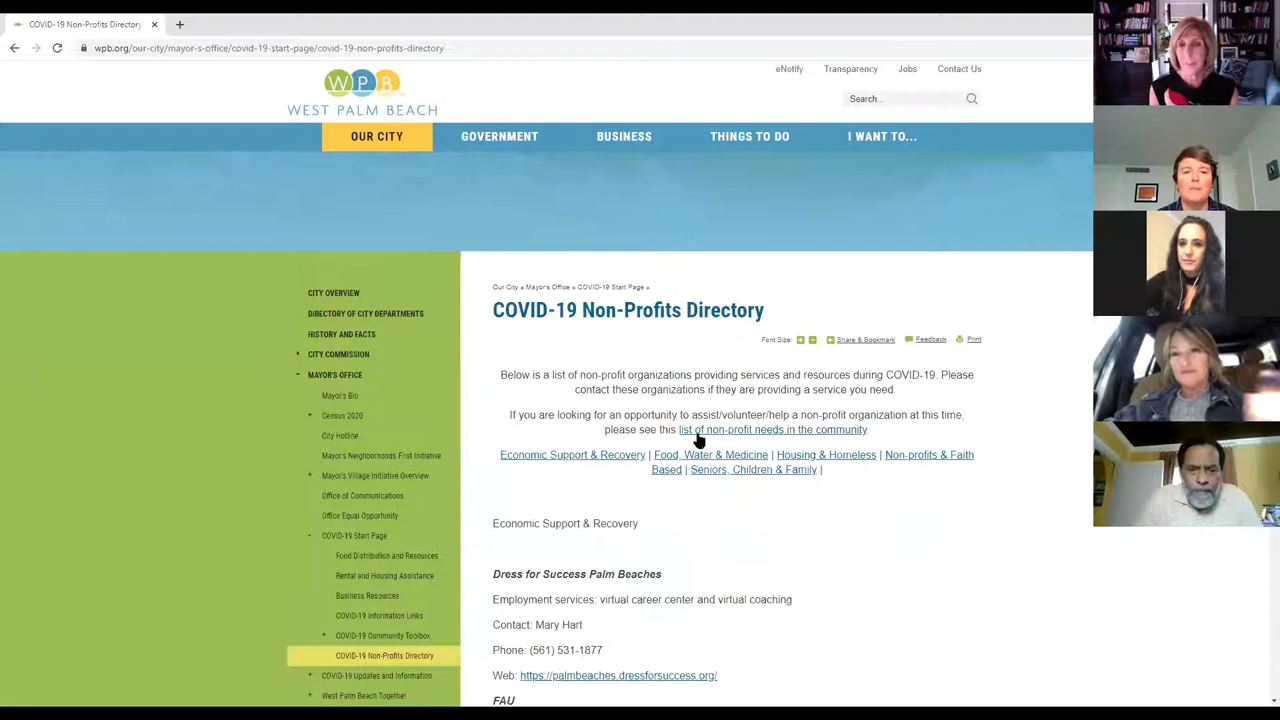 COVID-19 Non-Profits Directory
wpb.org/our-city/mayor-s-office/covid-19-start-page/covid-19-non-profits-directory
eNotify Transparency Jobs Contact Us
WPB
WEST PALM BEACH
Search...
OUR CITY GOVERNMENT BUSINESS THINGS TO DO I WANT TO...
CITY OVERVIEW
DIRECTORY OF CITY DEPARTMENTS
HISTORY AND FACTS
CITY COMMISSION
MAYOR'S OFFICE
Mayor's Bio
Census 2020
City Hotline
Mayor's Neighborhoods First Initiative
Mayor's Village Initiative Overview
Office of Communications
Office Equal Opportunity
COVID-19 Start Page
Food Distribution and Resources
Rental and Housing Assistance
Business Resources
COVID-19 Information Links
COVID-19 Community Toolbox
COVID-19 Non-Profits Directory
COVID-19 Updates and Information
West Palm Beach Together
Our City » Mayor's Office » COVID-19 Start Page »
COVID-19 Non-Profits Directory
Font Size: + - Share & Bookmark Feedback Print
Below is a list of non-profit organizations providing services and resources during COVID-19. Please
contact these organizations if they are providing a service you need.
If you are looking for an opportunity to assist/volunteer/help a non-profit organization at this time,
please see this list of non-profit needs in the community.
Economic Support & Recovery | Food, Water & Medicine | Housing & Homeless | Non-profits & Faith
Based | Seniors, Children & Family |
Economic Support & Recovery
Dress for Success Palm Beaches
Employment services: virtual career center and virtual coaching
Contact: Mary Hart
Phone: (561) 531-1877
Web: https://palmbeaches.dressforsuccess.org/
FAU